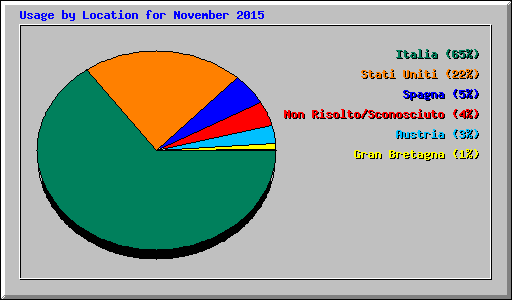 Usage by Location for November 2015
Italia (65%)
Stati Uniti (22%)
Spagna (5%)
Non Risolto/Sconosciuto (4%)
Austria (3%)
Gran Bretagna (1%)